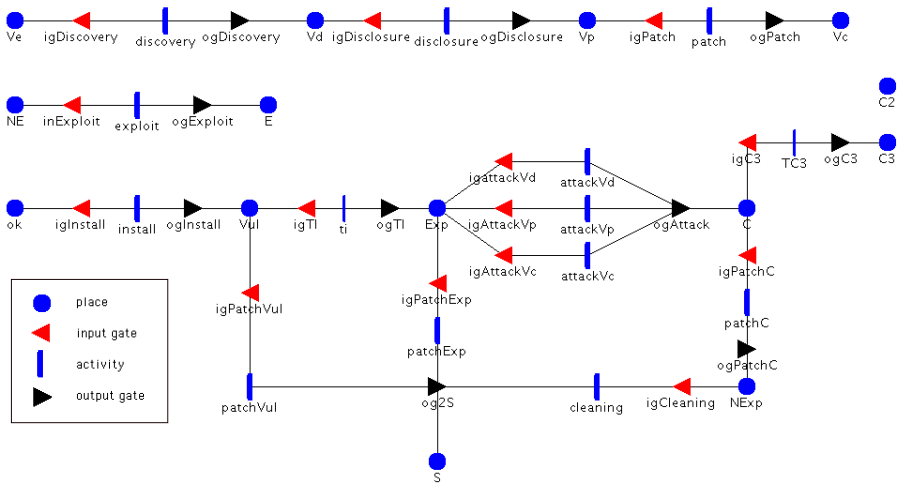 Ve igDiscovery discovery ogDiscovery Vd igDisclosure disclosure ogDisclosure Vp igPatch patch ogPatch Vc
C2
NE inExploit exploit ogExploit E
igC3 TC3 ogC3 C3
igattackVd attackVd
ok igInstall install ogInstall Vul igTI ti ogTI Exp igAttackVp attackVp ogAttack C
igAttackVc attackVc igPatchC
igPatchVul igPatchExp
place
input gate
activity
output gate
patchC
patchExp
ogPatchC
patchVul og2S cleaning igCleaning NExp
S